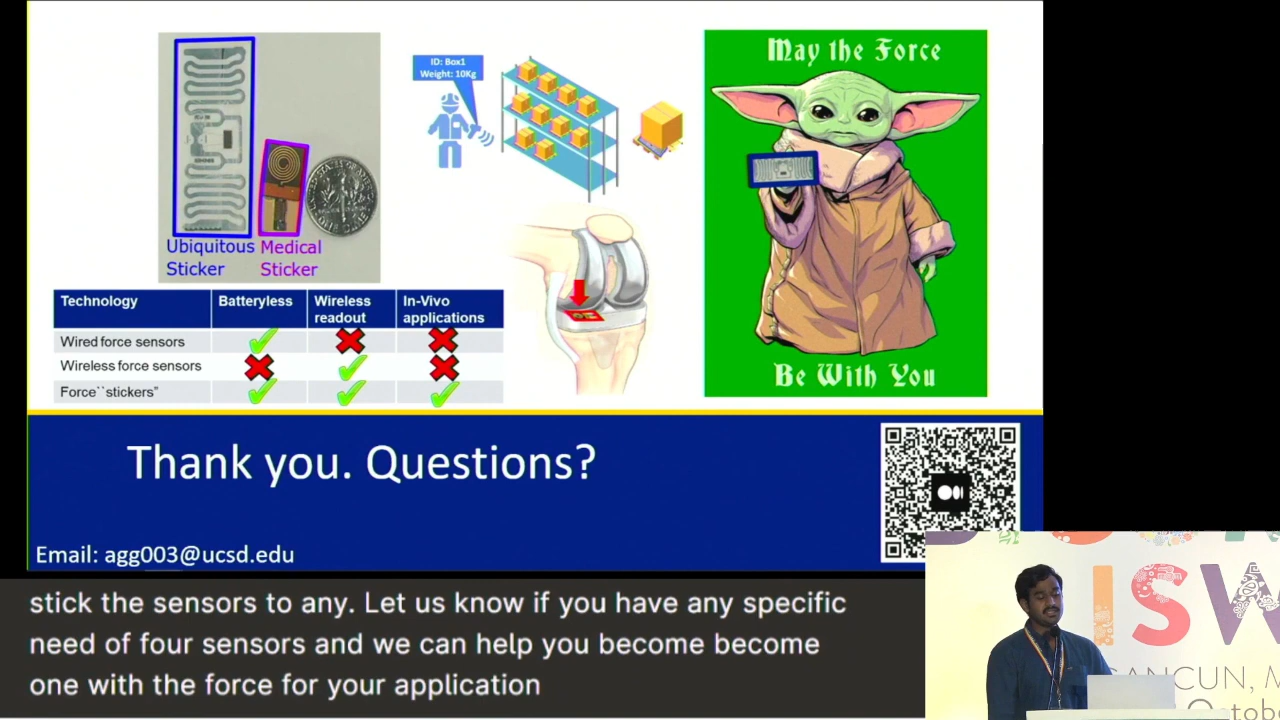 Ubiquitous Medical
Sticker Sticker
ID: Box1
Weight: 10Kg
May the Force
Be With You
Technology Batteryless Wireless readout In-Vivo applications
Wired force sensors
Wireless force sensors
Force``stickers"
Thank you. Questions?
Email: agg003@ucsd.edu
stick the sensors to any. Let us know if you have any specific
need of four sensors and we can help you become become
one with the force for your application
ISW
CANCUN, M
Octob